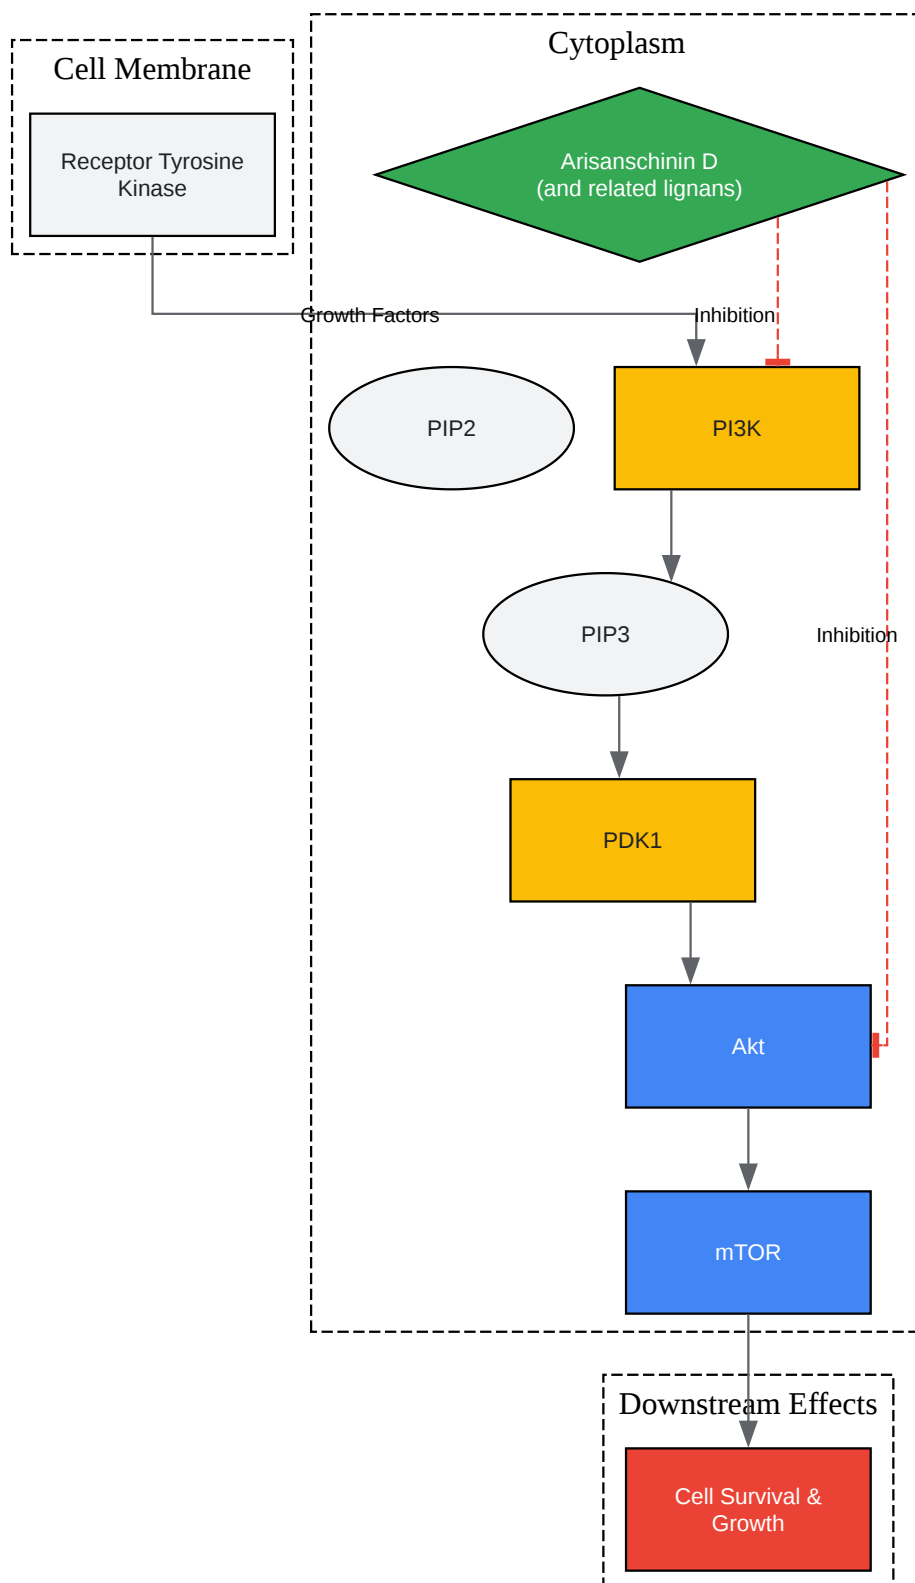 Cytoplasm
Cell Membrane
Receptor Tyrosine
Kinase
Arisanschinin D
(and related lignans)
Growth Factors
Inhibition
PIP2
PI3K
PIP3
Inhibition
PDK1
Akt
mTOR
Downstream Effects
Cell Survival &
Growth